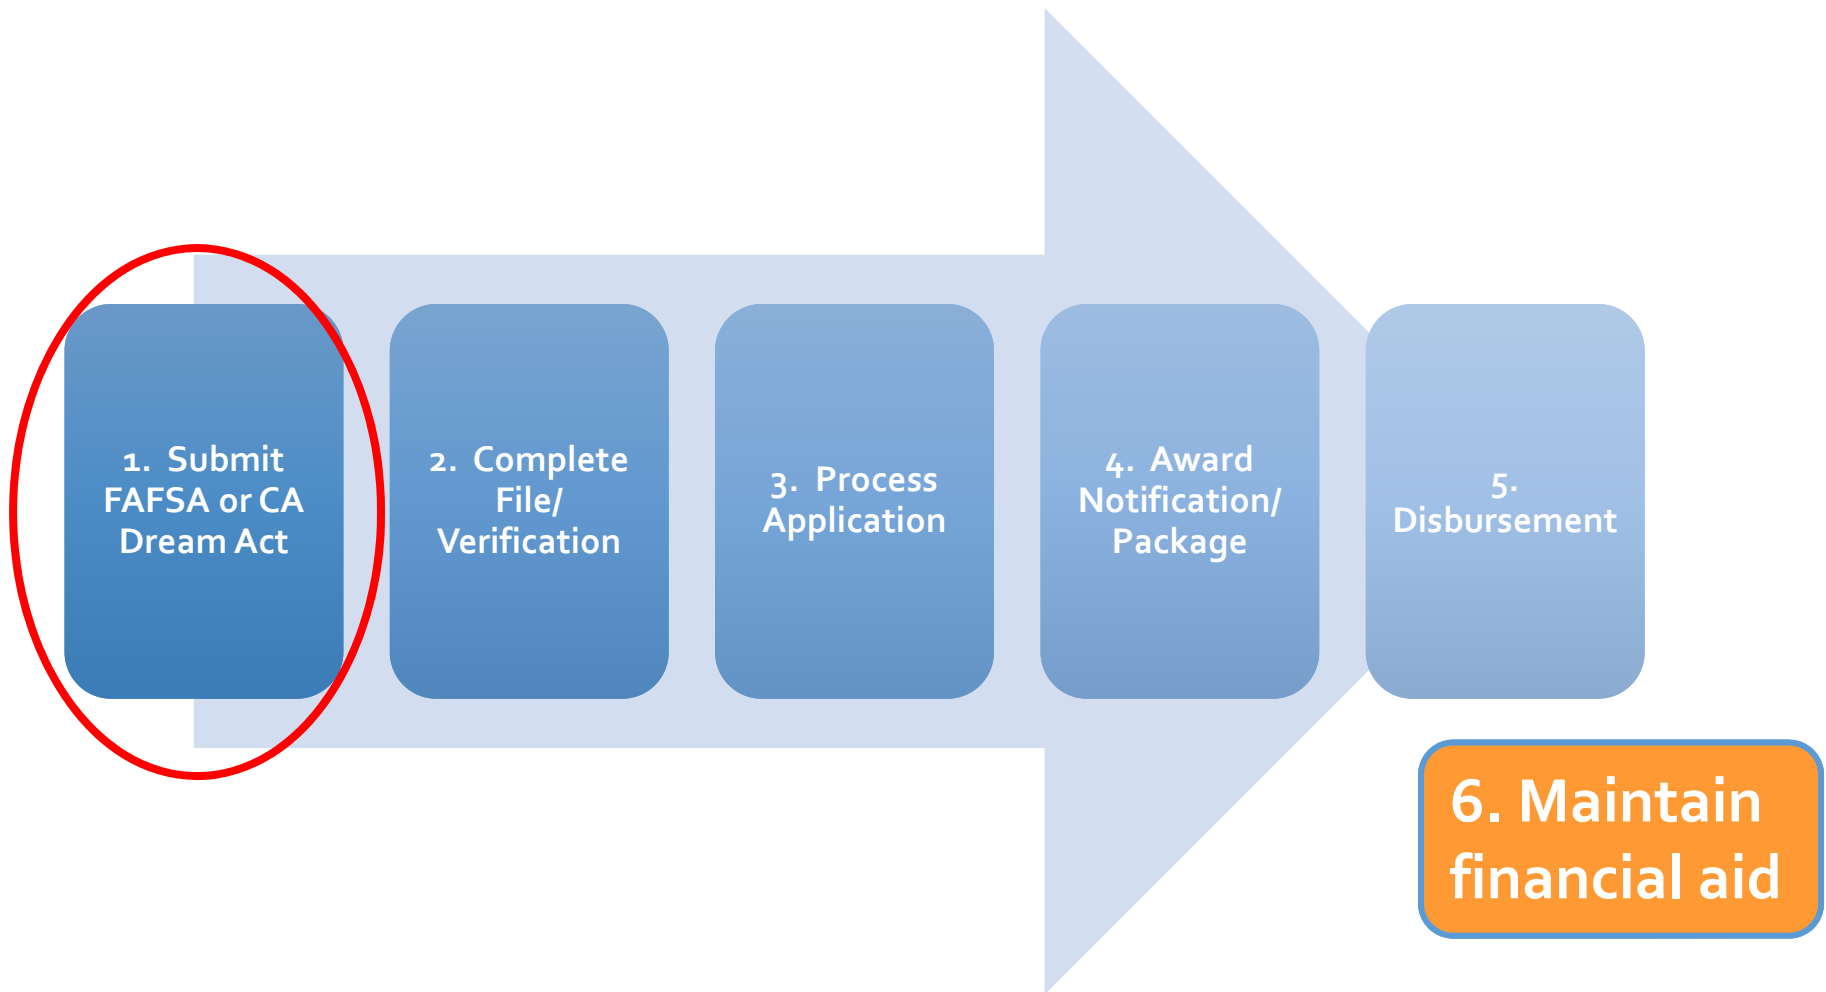 1. Submit
FAFSA or CA
Dream Act
2. Complete
File/
Verification
3. Process
Application
4. Award
Notification/
Package
5.
Disbursement
6. Maintain
financial aid